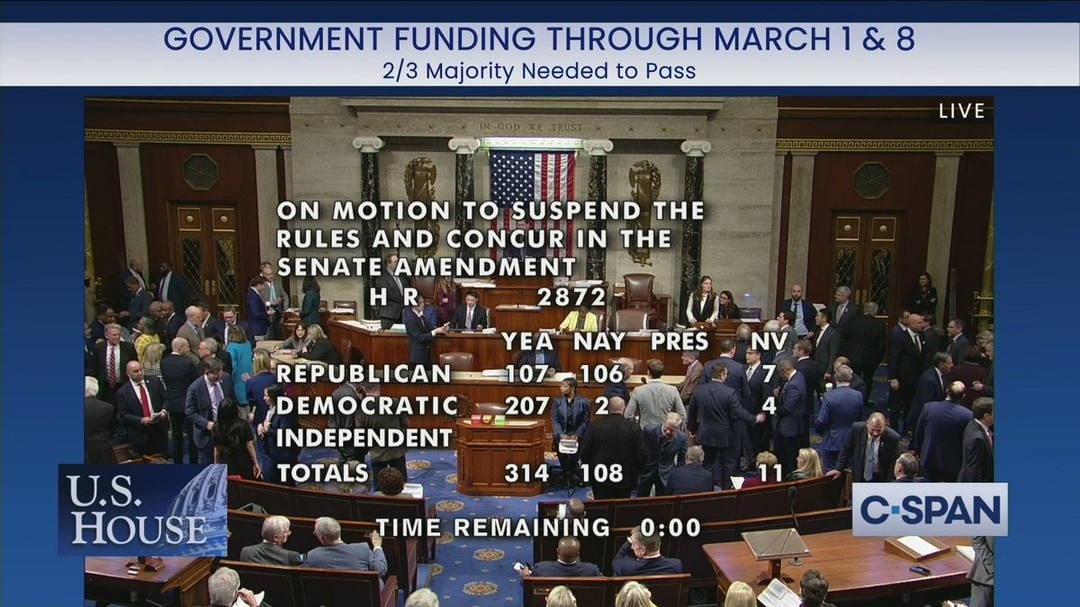 GOVERNMENT FUNDING THROUGH MARCH 1 & 8
2/3 Majority Needed to Pass
LIVE
IN GOD WE TRUST
ON MOTION TO SUSPEND THE
RULES AND CONCUR IN THE
SENATE AMENDMENT
H R 2872
YEA NAY PRES NV
REPUBLICAN 107 106 7
DEMOCRATIC 207 2 4
INDEPENDENT
TOTALS 314 108 11
TIME REMAINING 0:00
U.S.
HOUSE
C-SPAN
c-span.org